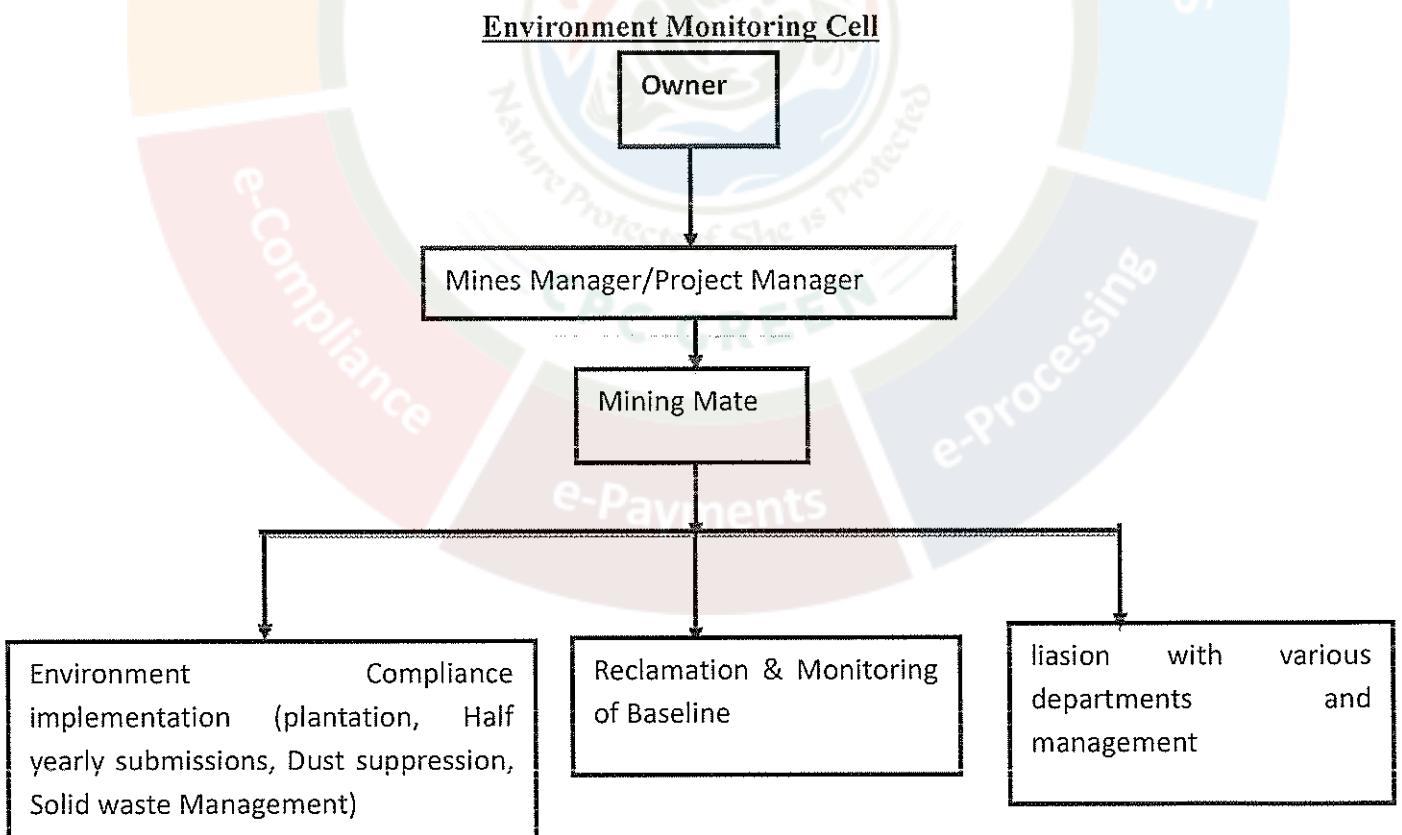 Environment Monitoring Cell
Owner
Nature Protects if She is Protected
Mines Manager/Project Manager
CPC GREEN
Mining Mate
e-Compliance
e-Payments
e-Processing
Environment Compliance
implementation (plantation, Half
yearly submissions, Dust suppression,
Solid waste Management)
Reclamation & Monitoring
of Baseline
liasion with various
departments and
management